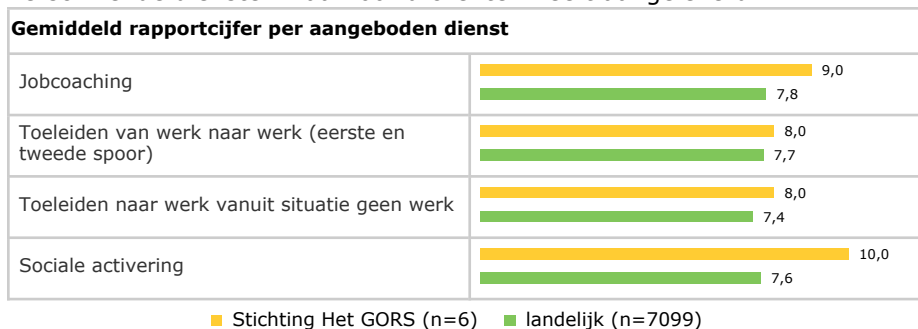 Gemiddeld rapportcijfer per aangeboden dienst
Jobcoaching
9,0
7,8
Toeleiden van werk naar werk (eerste en
tweede spoor)
8,0
7,7
Toeleiden naar werk vanuit situatie geen werk
8,0
7,4
Sociale activering
10,0
7,6
Stichting Het GORS (n=6) landelijk (n=7099)